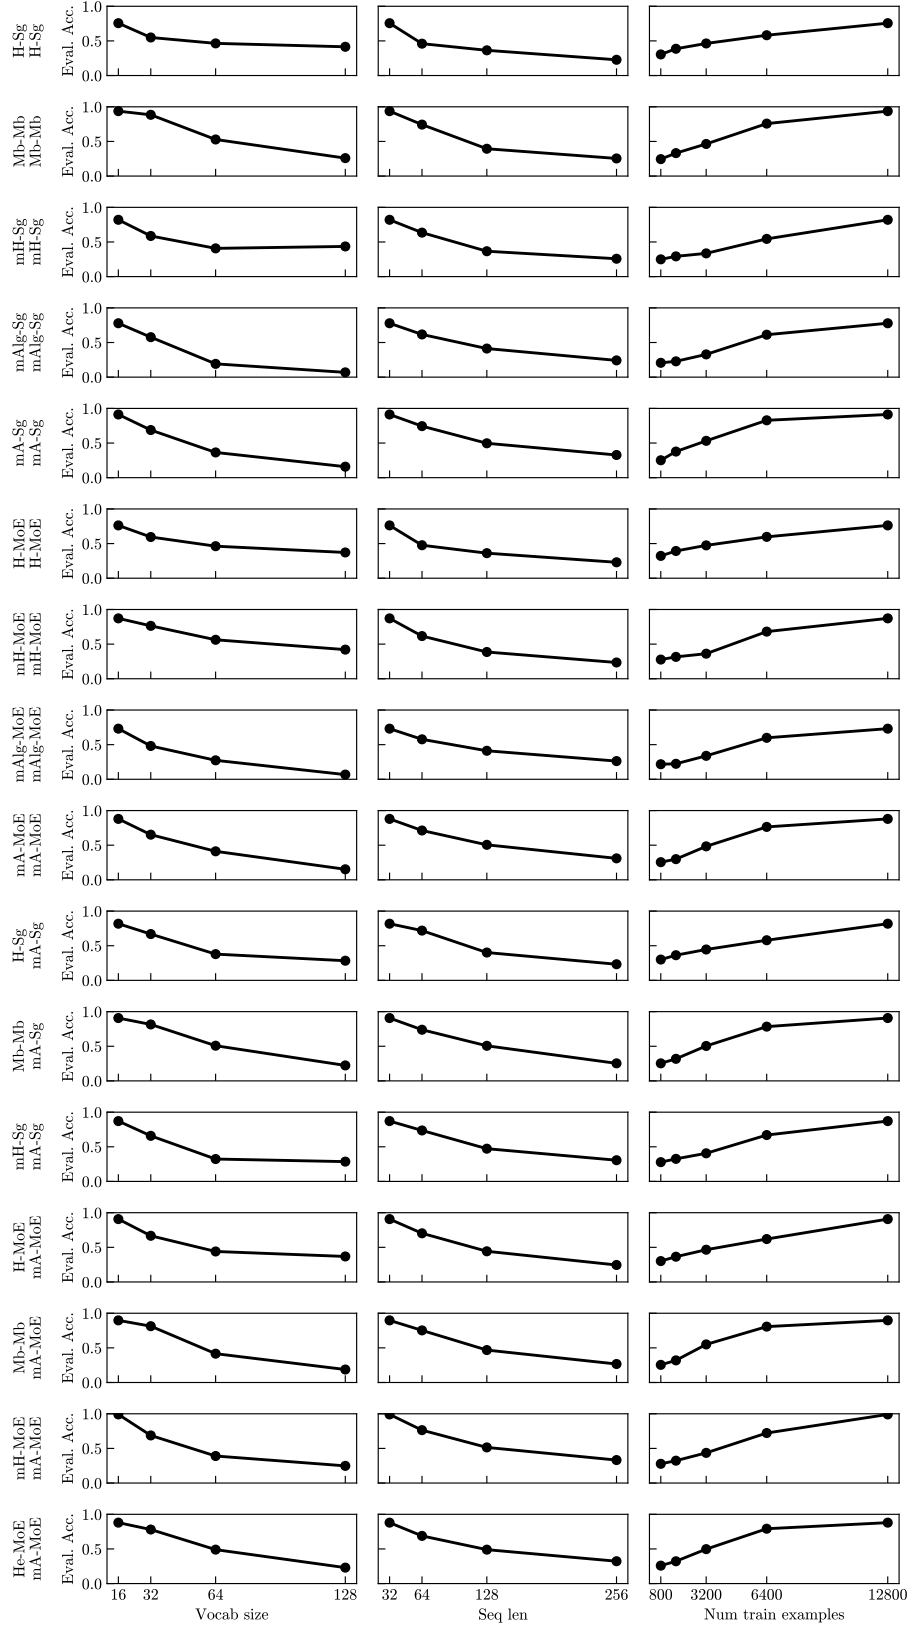 H-Sg
H-Sg
Eval. Acc.
1.0
0.5
0.0
Mb-Mb
Mb-Mb
Eval. Acc.
1.0
0.5
0.0
mH-Sg
mH-Sg
Eval. Acc.
1.0
0.5
0.0
mAlg-Sg
mAlg-Sg
Eval. Acc.
1.0
0.5
0.0
mA-Sg
mA-Sg
Eval. Acc.
1.0
0.5
0.0
H-MoE
H-MoE
Eval. Acc.
1.0
0.5
0.0
mH-MoE
mH-MoE
Eval. Acc.
1.0
0.5
0.0
mAlg-MoE
mAlg-MoE
Eval. Acc.
1.0
0.5
0.0
mA-MoE
mA-MoE
Eval. Acc.
1.0
0.5
0.0
H-Sg
mA-Sg
Eval. Acc.
1.0
0.5
0.0
Mb-Mb
mA-Sg
Eval. Acc.
1.0
0.5
0.0
mH-Sg
mA-Sg
Eval. Acc.
1.0
0.5
0.0
H-MoE
mA-MoE
Eval. Acc.
1.0
0.5
0.0
Mb-Mb
mA-MoE
Eval. Acc.
1.0
0.5
0.0
mH-MoE
mA-MoE
Eval. Acc.
1.0
0.5
0.0
He-MoE
mA-MoE
Eval. Acc.
1.0
0.5
0.0
16 32 64 128
Vocab size
32 64 128 256
Seq len
800 3200 6400 12800
Num train examples